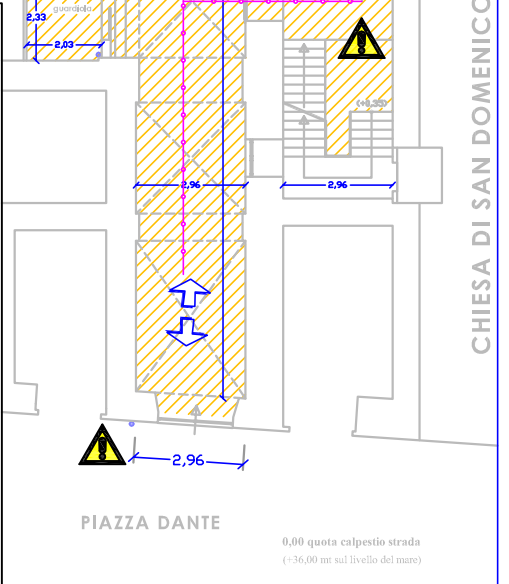 guardiola
2,33
2,03
(+0,35)
2,96
2,96
CHIESA DI SAN DOMENICO
2,96
PIAZZA DANTE
0,00 quota calpestio strada
(+36,00 mt sul livello del mare)